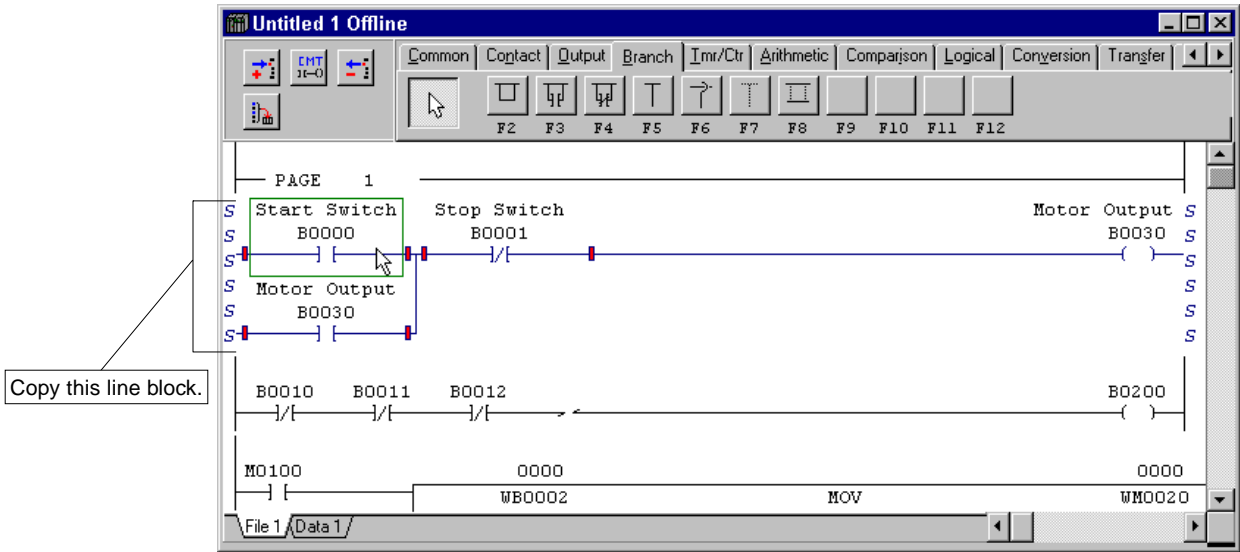 Untitled 1 Offline
CMT
Common Contact Output Branch Tmr/Ctr Arithmetic Comparison Logical Conversion Transfer
F2 F3 F4 F5 F6 F7 F8 F9 F10 F11 F12
PAGE 1
S Start Switch Stop Switch Motor Output S
S B0000 B0001 B0030 S
S S
S Motor Output S
S B0030 S
S S
Copy this line block.
B0010 B0011 B0012 B0200
M0100 0000 0000
WB0002 MOV WM0020
File 1 Data 1